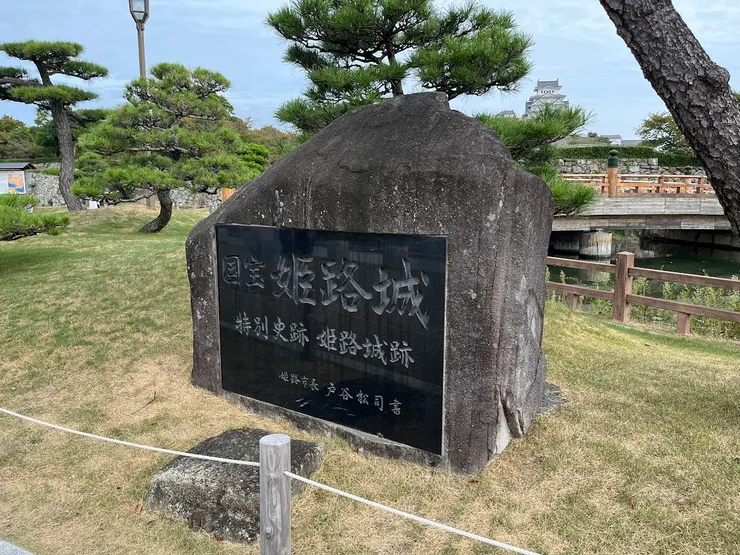 国宝 姫路城
特別史跡 姫路城跡
姫路市長 戸谷松司書